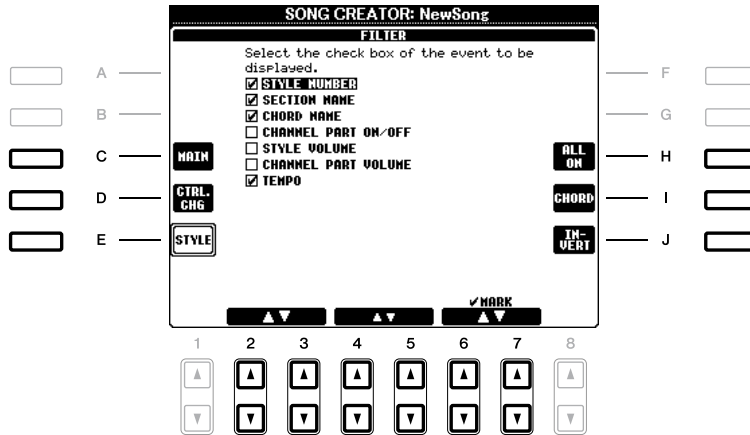 SONG CREATOR: NewSong
FILTER
Select the check box of the event to be
displayed.
STYLE NUMBER
SECTION NAME
CHORD NAME
CHANNEL PART ON/OFF
STYLE VOLUME
CHANNEL PART VOLUME
TEMPO
A
B
C
D
E
MAIN
CTRL.
CHG
STYLE
F
G
H
I
J
ALL
ON
CHORD
IN-
VERT
MARK
1 2 3 4 5 6 7 8